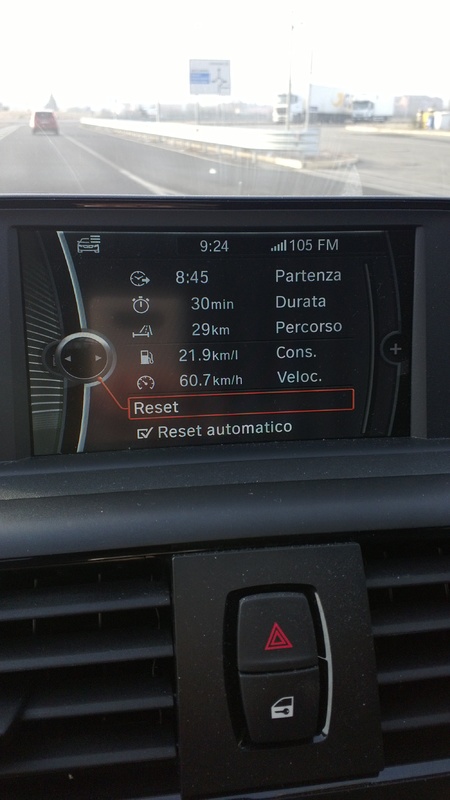 9:24 105 FM
8:45 Partenza
30min Durata
29km Percorso
21.9km/l Cons.
60.7km/h Veloc.
Reset
Reset automatico
+